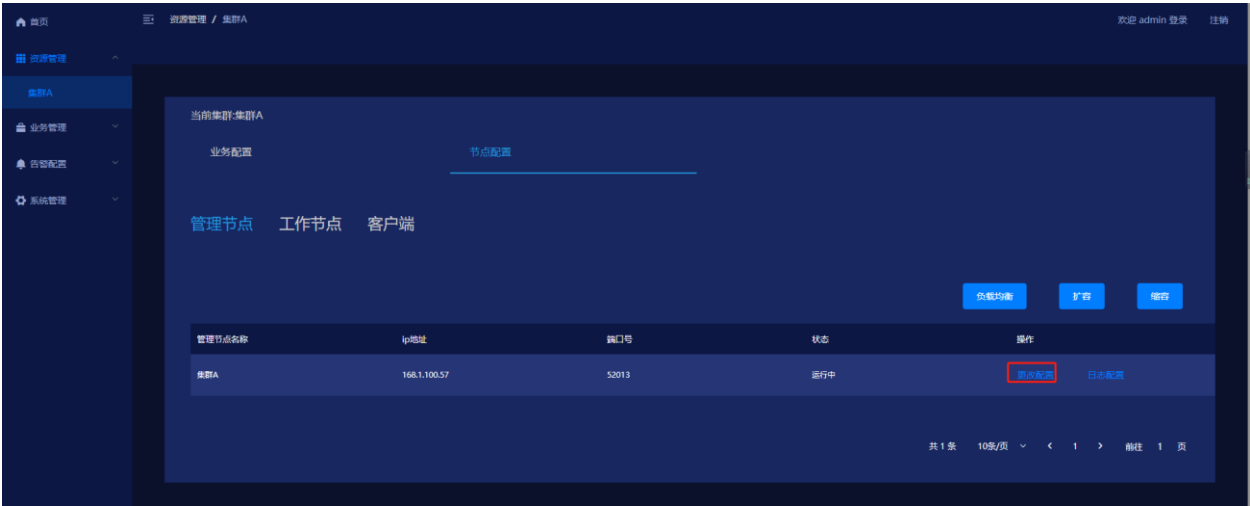 首页
资源管理 / 集群A
欢迎 admin 登录 注销
资源管理
集群A
业务管理
告警配置
系统管理
当前集群:集群A
业务配置 节点配置
管理节点 工作节点 客户端
负载均衡 扩容 缩容
管理节点名称 ip地址 端口号 状态 操作
集群A 168.1.100.57 52013 运行中 更改配置 日志配置
共 1 条 10条/页 1 前往 1 页